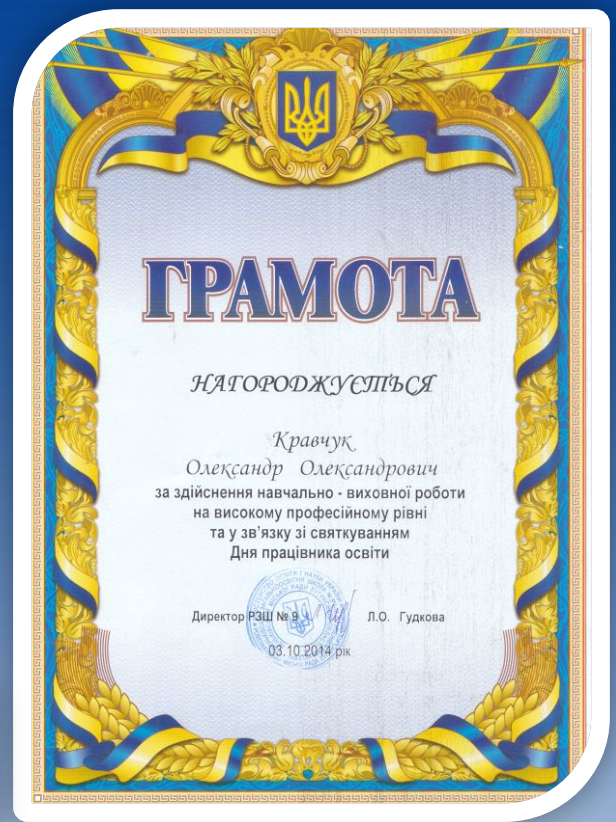 ГРАМОТА
НАГОРОДЖУЄТЬСЯ
Кравчук
Олександр Олександрович
за здійснення навчально - виховної роботи
на високому професійному рівні
та у зв'язку зі святкуванням
Дня працівника освіти
Директор РЗШ № 9 Л.О. Гудкова
03.10.2014 рік